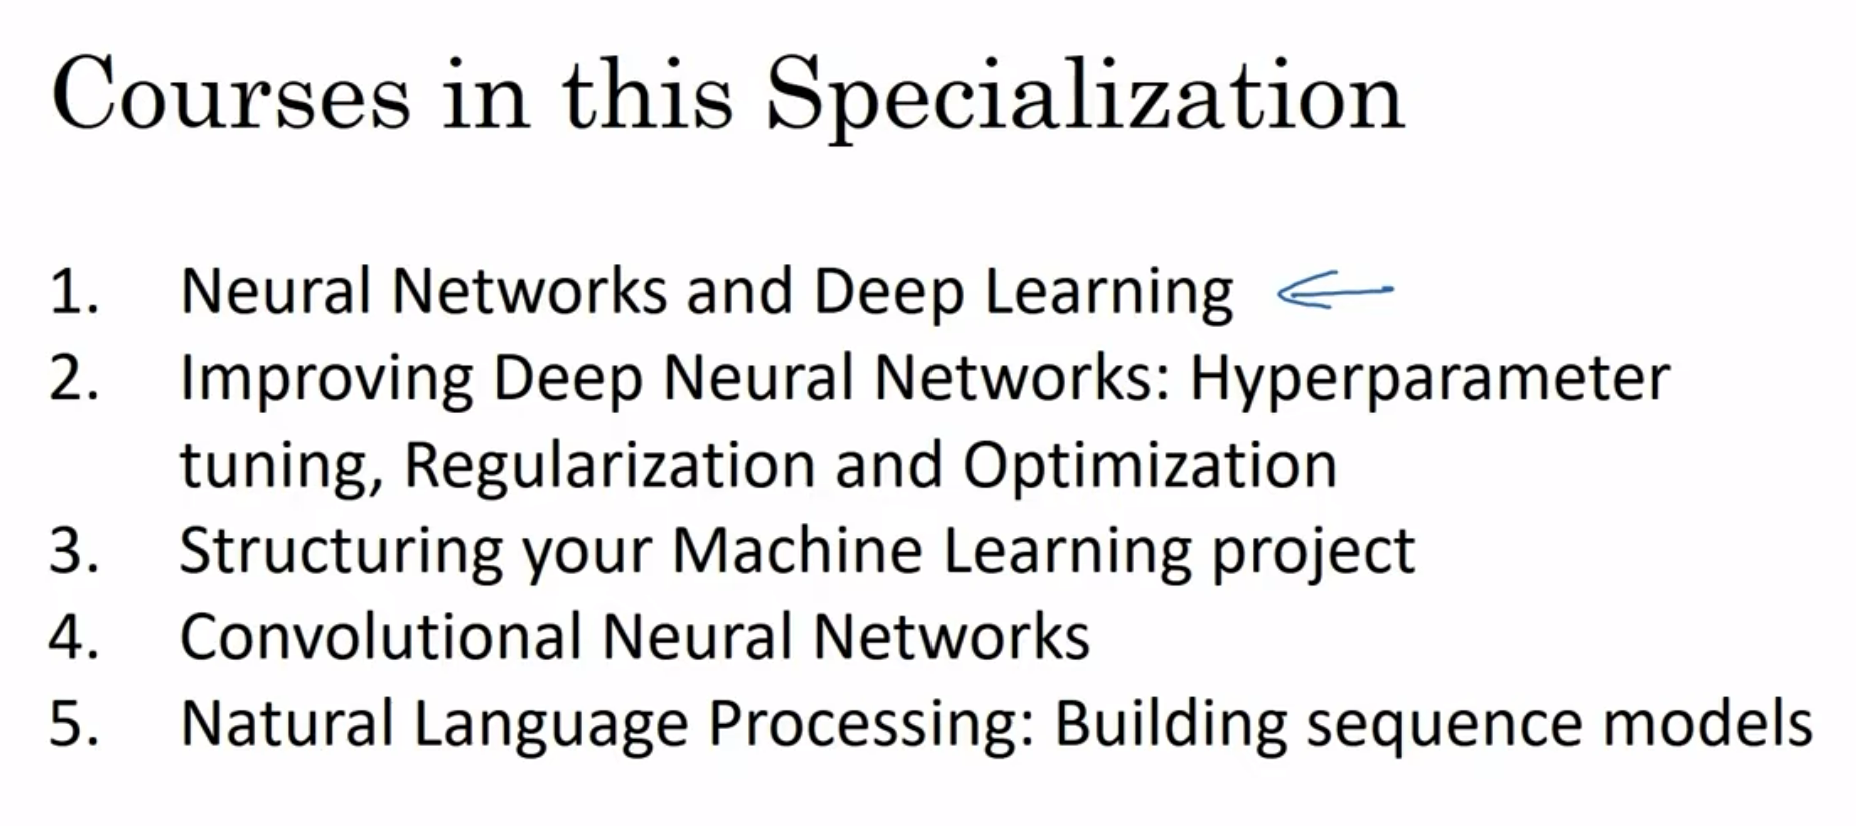 Courses in this Specialization
1. Neural Networks and Deep Learning
2. Improving Deep Neural Networks: Hyperparameter
tuning, Regularization and Optimization
3. Structuring your Machine Learning project
4. Convolutional Neural Networks
5. Natural Language Processing: Building sequence models